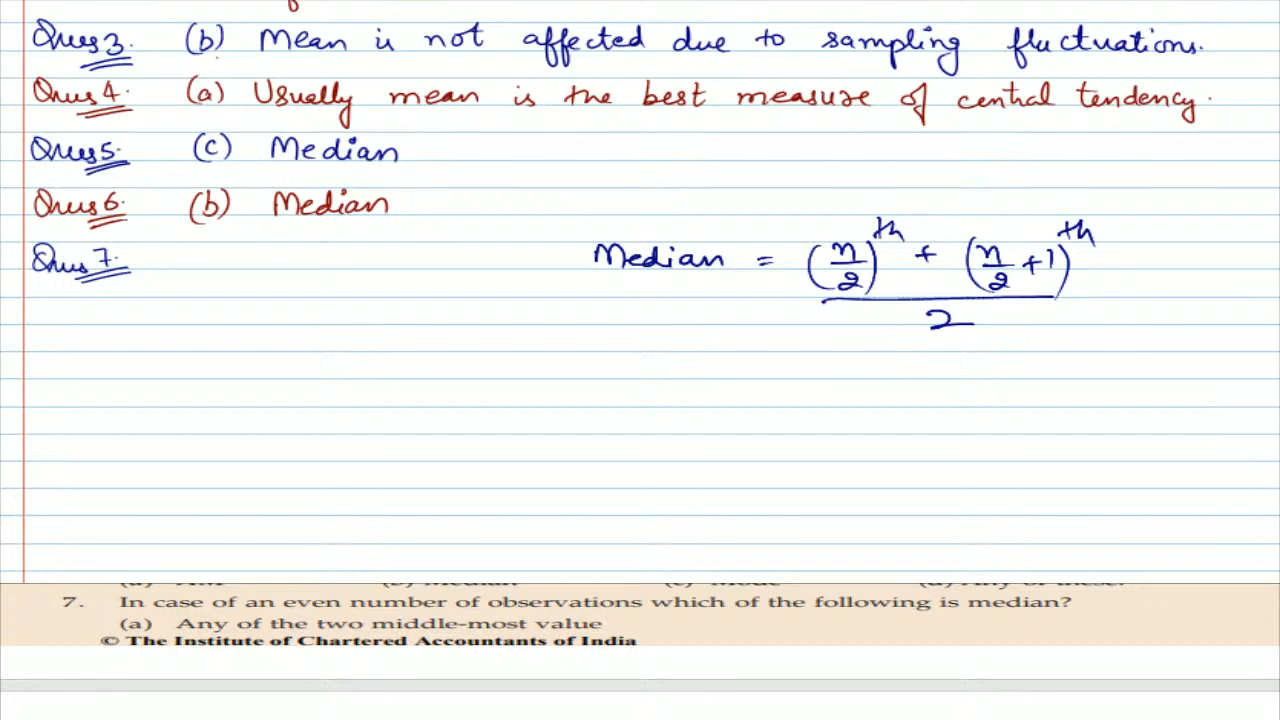 Ques 3. (b) Mean is not affected due to sampling fluctuations.
Ques 4. (a) Usually mean is the best measure of central tendency.
Ques 5. (c) Median
Ques 6. (b) Median
Ques 7. Median = (n/2)th + (n/2 + 1)th
2
7. In case of an even number of observations which of the following is median?
(a) Any of the two middle-most value
© The Institute of Chartered Accountants of India